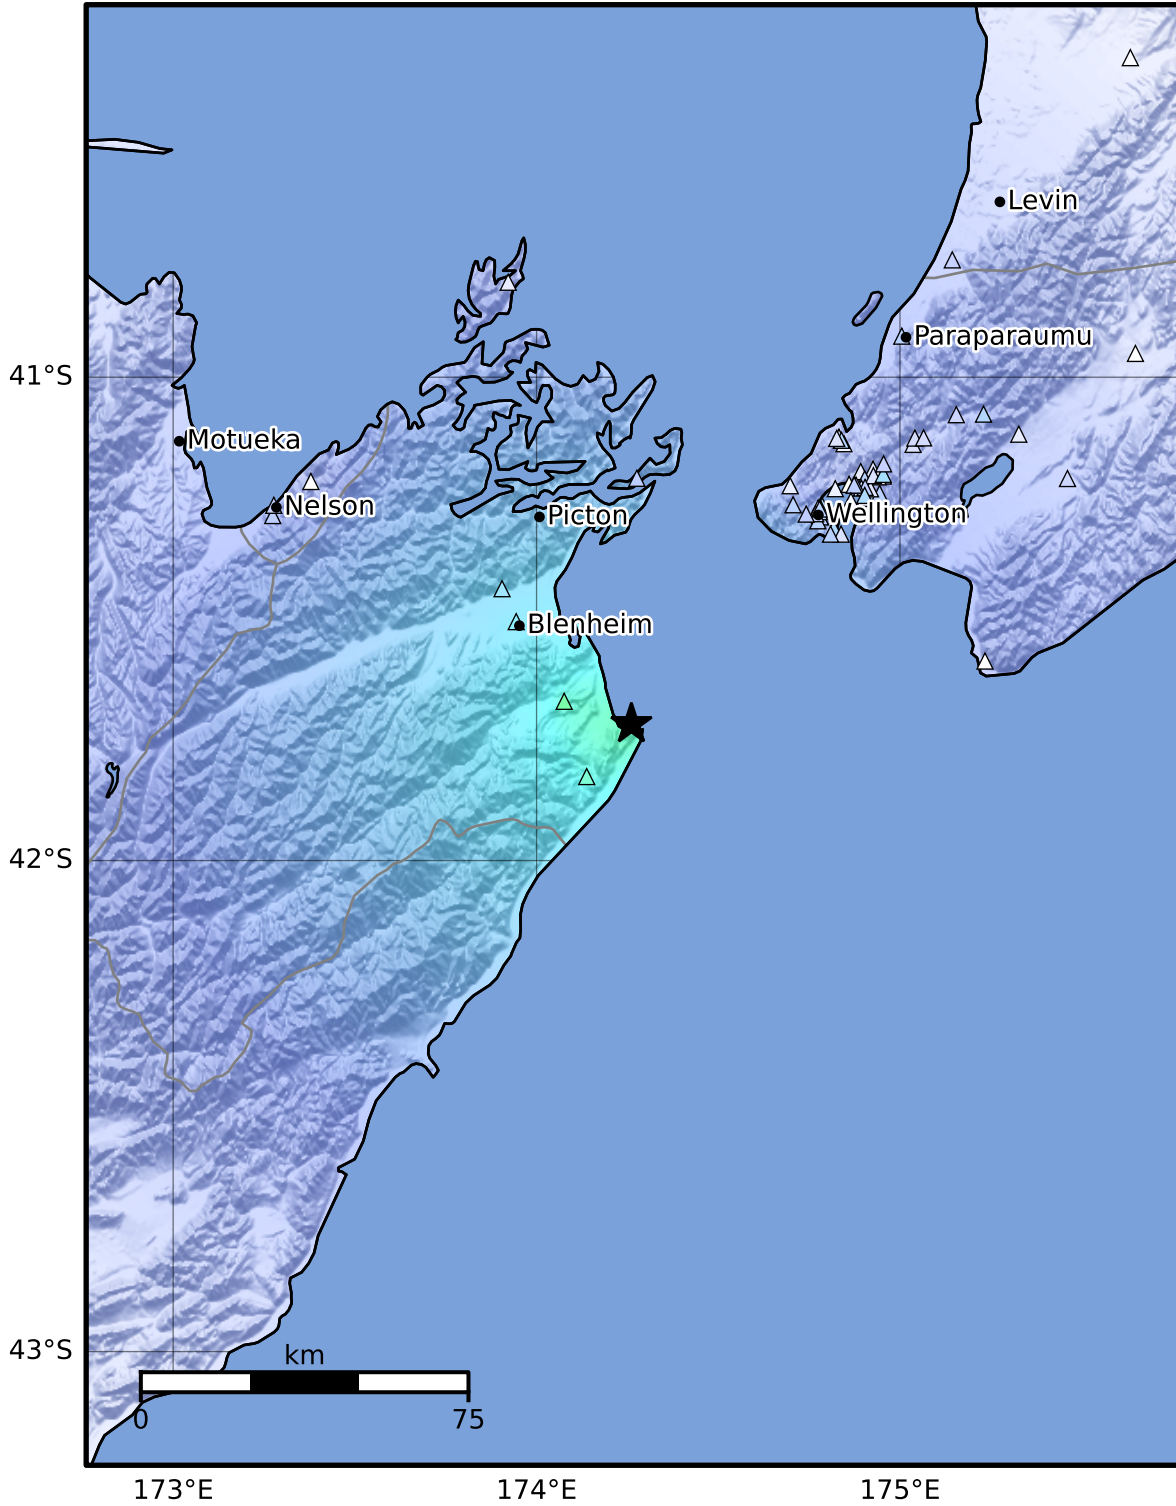 Levin
Paraparaumu
41°S
Motueka
Nelson
Picton
Wellington
Blenheim
42°S
43°S
km
0
75
173°E
174°E
175°E